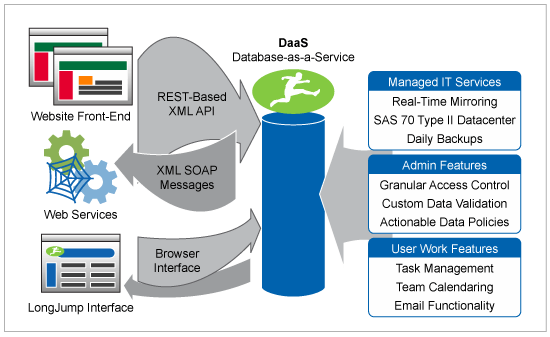 DaaS
Database-as-a-Service
Website Front-End
REST-Based
XML API
XML SOAP
Messages
Web Services
Browser
Interface
LongJump Interface
Managed IT Services
Real-Time Mirroring
SAS 70 Type II Datacenter
Daily Backups
Admin Features
Granular Access Control
Custom Data Validation
Actionable Data Policies
User Work Features
Task Management
Team Calendaring
Email Functionality